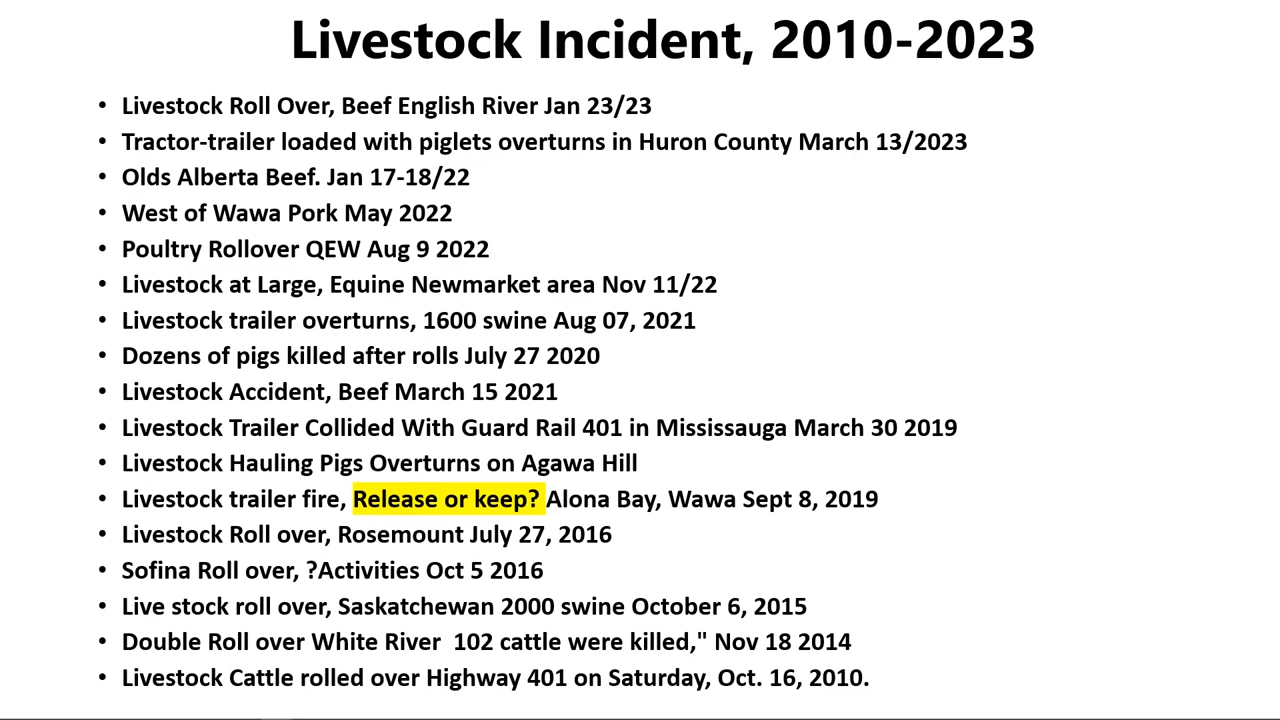 Livestock Incident, 2010-2023
• Livestock Roll Over, Beef English River Jan 23/23
• Tractor-trailer loaded with piglets overturns in Huron County March 13/2023
• Olds Alberta Beef. Jan 17-18/22
• West of Wawa Pork May 2022
• Poultry Rollover QEW Aug 9 2022
• Livestock at Large, Equine Newmarket area Nov 11/22
• Livestock trailer overturns, 1600 swine Aug 07, 2021
• Dozens of pigs killed after rolls July 27 2020
• Livestock Accident, Beef March 15 2021
• Livestock Trailer Collided With Guard Rail 401 in Mississauga March 30 2019
• Livestock Hauling Pigs Overturns on Agawa Hill
• Livestock trailer fire, Release or keep? Alona Bay, Wawa Sept 8, 2019
• Livestock Roll over, Rosemount July 27, 2016
• Sofina Roll over, ?Activities Oct 5 2016
• Live stock roll over, Saskatchewan 2000 swine October 6, 2015
• Double Roll over White River  102 cattle were killed," Nov 18 2014
• Livestock Cattle rolled over Highway 401 on Saturday, Oct. 16, 2010.